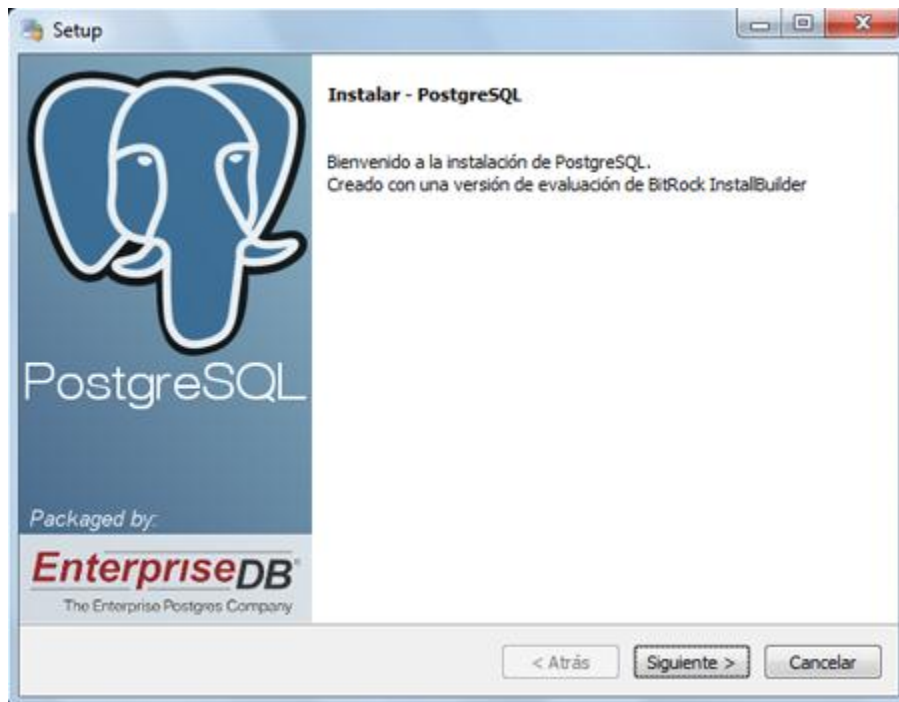 Setup
Instalar - PostgreSQL
Bienvenido a la instalación de PostgreSQL.
Creado con una versión de evaluación de BitRock InstallBuilder
PostgreSQL
Packaged by:
EnterpriseDB
The Enterprise Postgres Company
< Atrás
Siguiente >
Cancelar